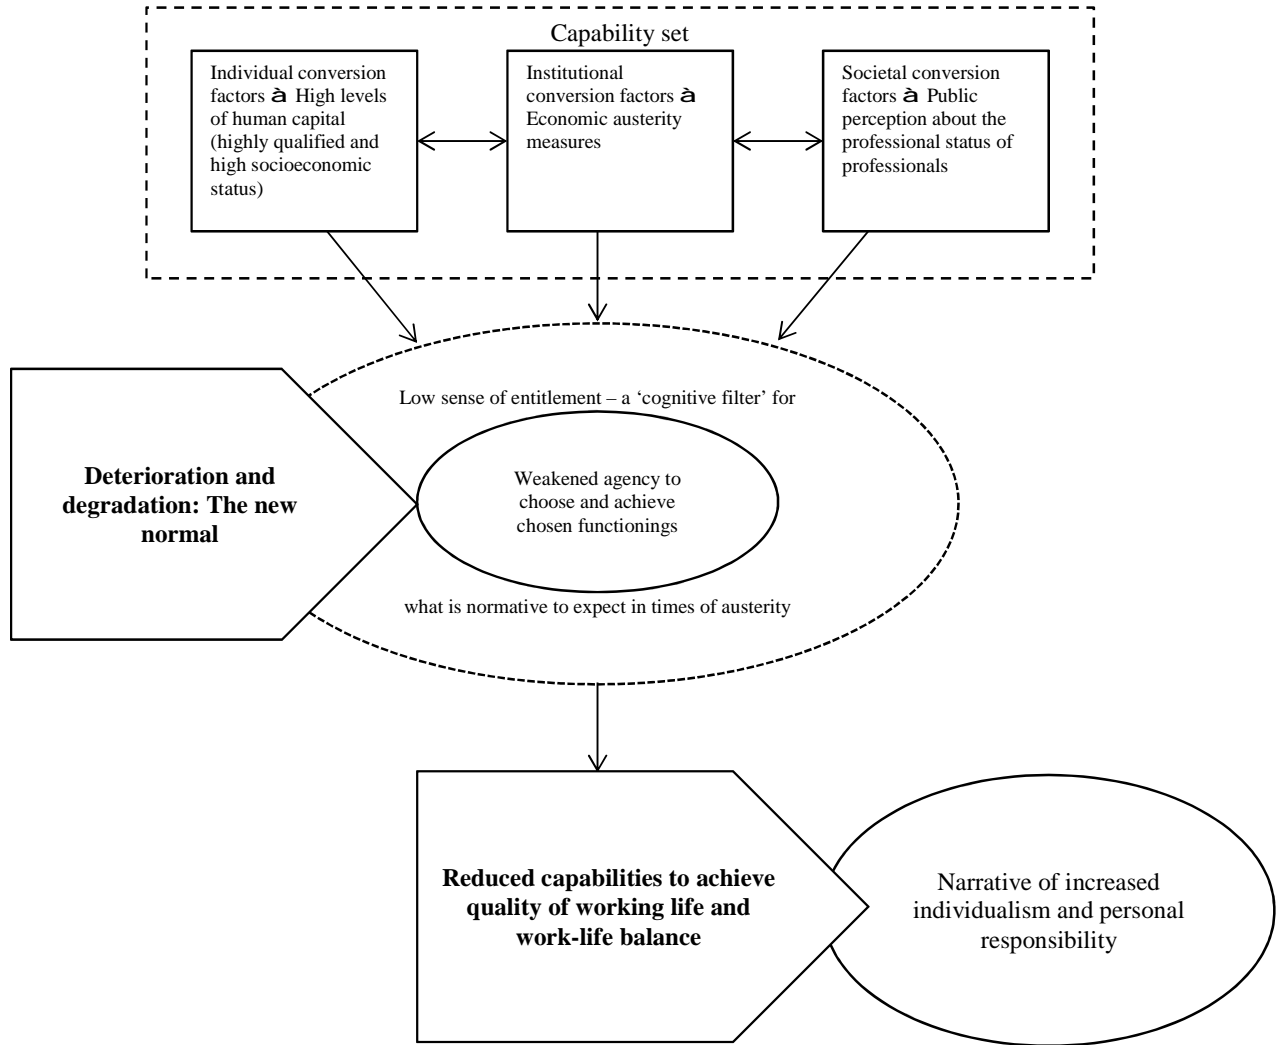 Capability set
Individual conversion
factors à High levels
of human capital
(highly qualified and
high socioeconomic
status)
Institutional
conversion factors à
Economic austerity
measures
Societal conversion
factors à Public
perception about the
professional status of
professionals
Low sense of entitlement – a ‘cognitive filter’ for
Weakened agency to
choose and achieve
chosen functionings
what is normative to expect in times of austerity
Deterioration and
degradation: The new
normal
Reduced capabilities to achieve
quality of working life and
work-life balance
Narrative of increased
individualism and personal
responsibility